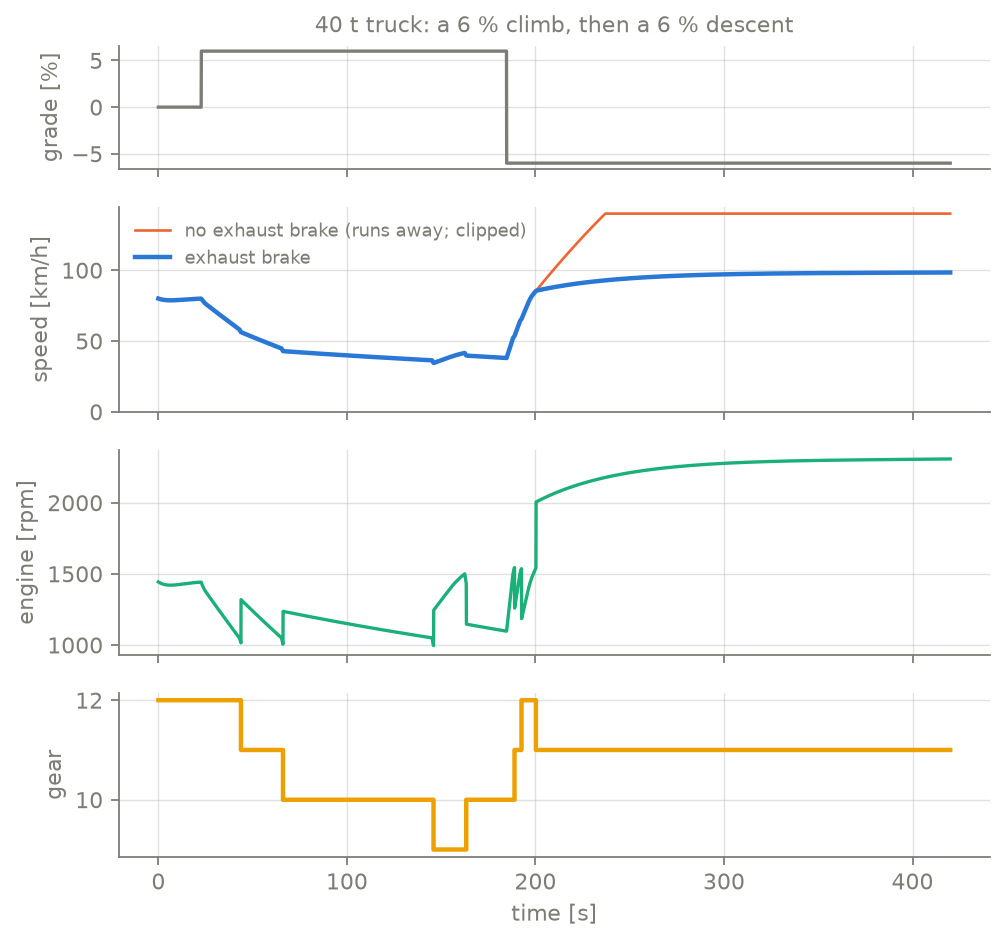 40 t truck: a 6 % climb, then a 6 % descent
grade [%]
5
0
−5
speed [km/h]
no exhaust brake (runs away; clipped)
exhaust brake
100
50
0
engine [rpm]
2000
1500
1000
gear
12
10
0
100
200
300
400
time [s]